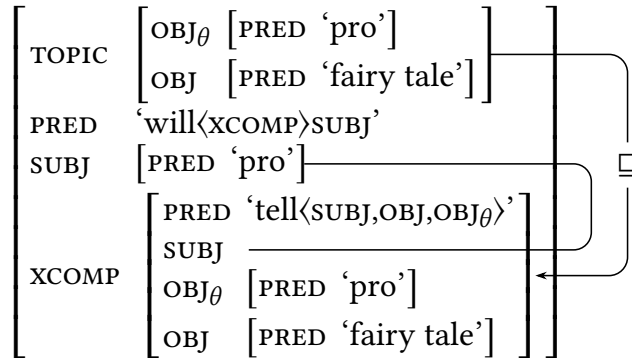 TOPIC [OBJθ [PRED ‘pro’]
OBJ [PRED ‘fairy tale’]]
PRED ‘will⟨XCOMP⟩SUBJ’
SUBJ [PRED ‘pro’]
⊑
XCOMP [PRED ‘tell⟨SUBJ,OBJ,OBJθ⟩’
SUBJ
OBJθ [PRED ‘pro’]
OBJ [PRED ‘fairy tale’]]